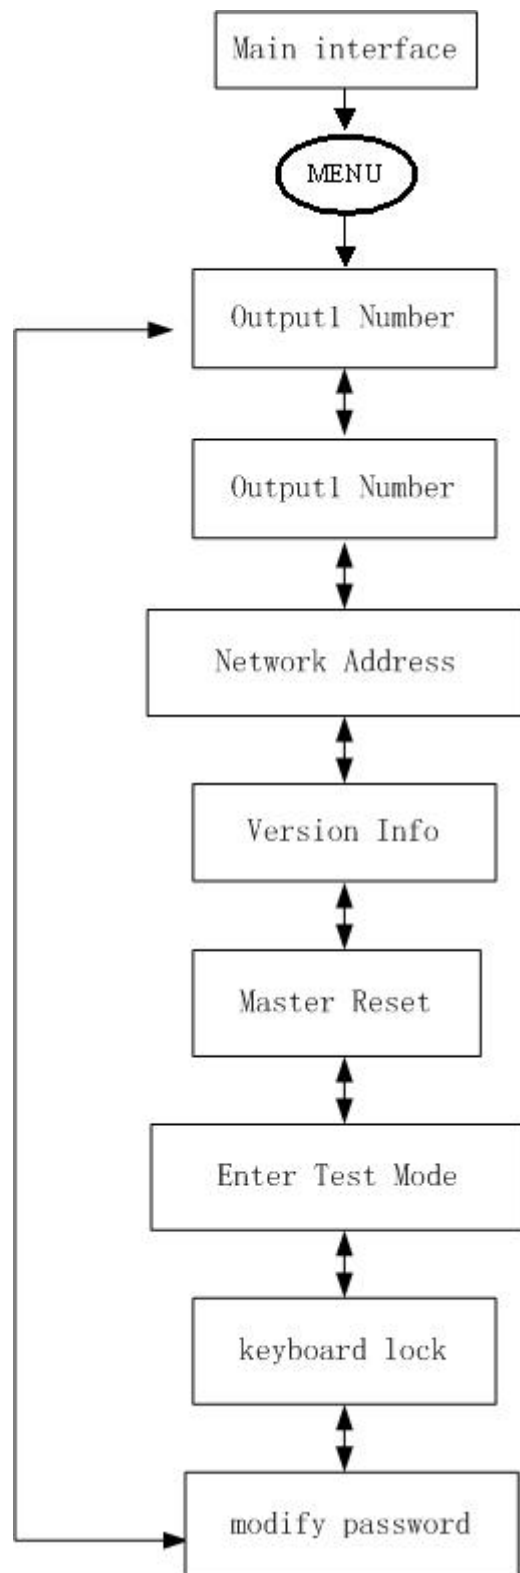 Main interface
MENU
Output1 Number
Output1 Number
Network Address
Version Info
Master Reset
Enter Test Mode
keyboard lock
modify password